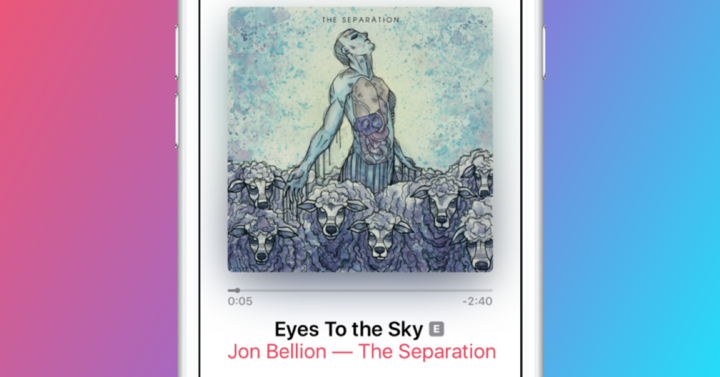 THE SEPARATION
0:05 -2:40
Eyes To the Sky E
Jon Bellion — The Separation